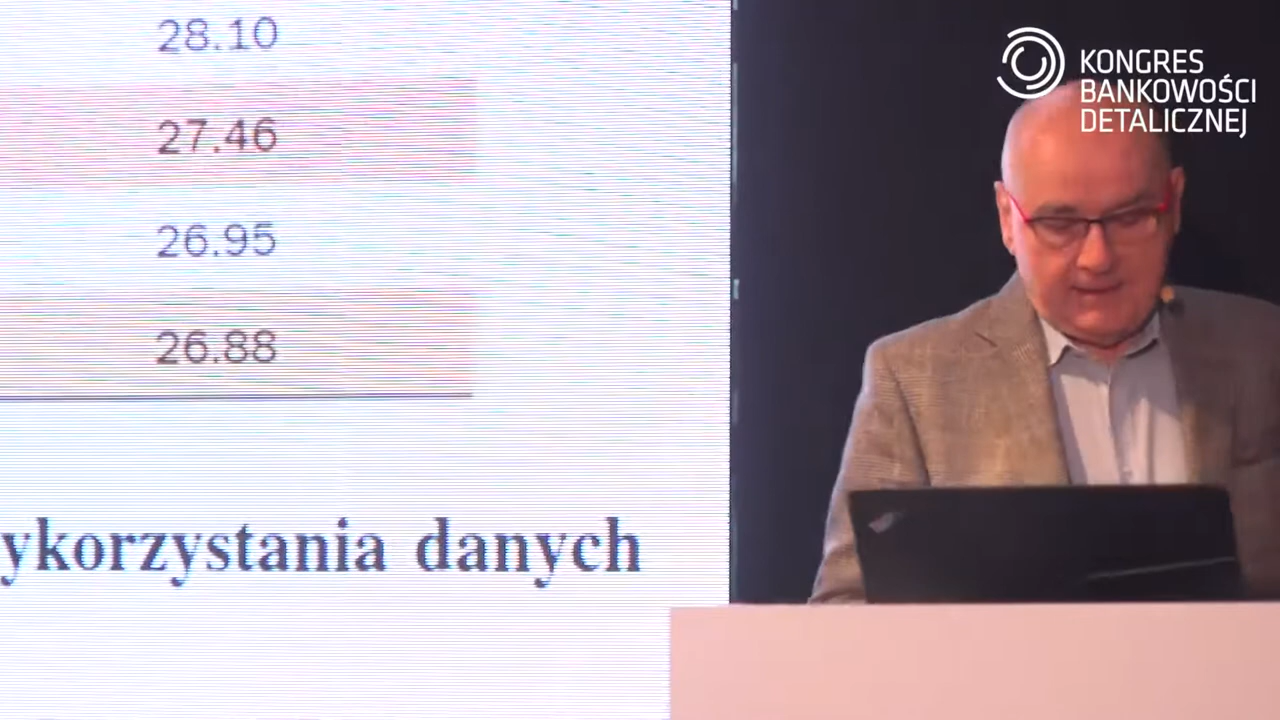 28.10
27.46
26.95
26.88
ykorzystania danych
KONGRES
BANKOWOŚCI
DETALICZNEJ